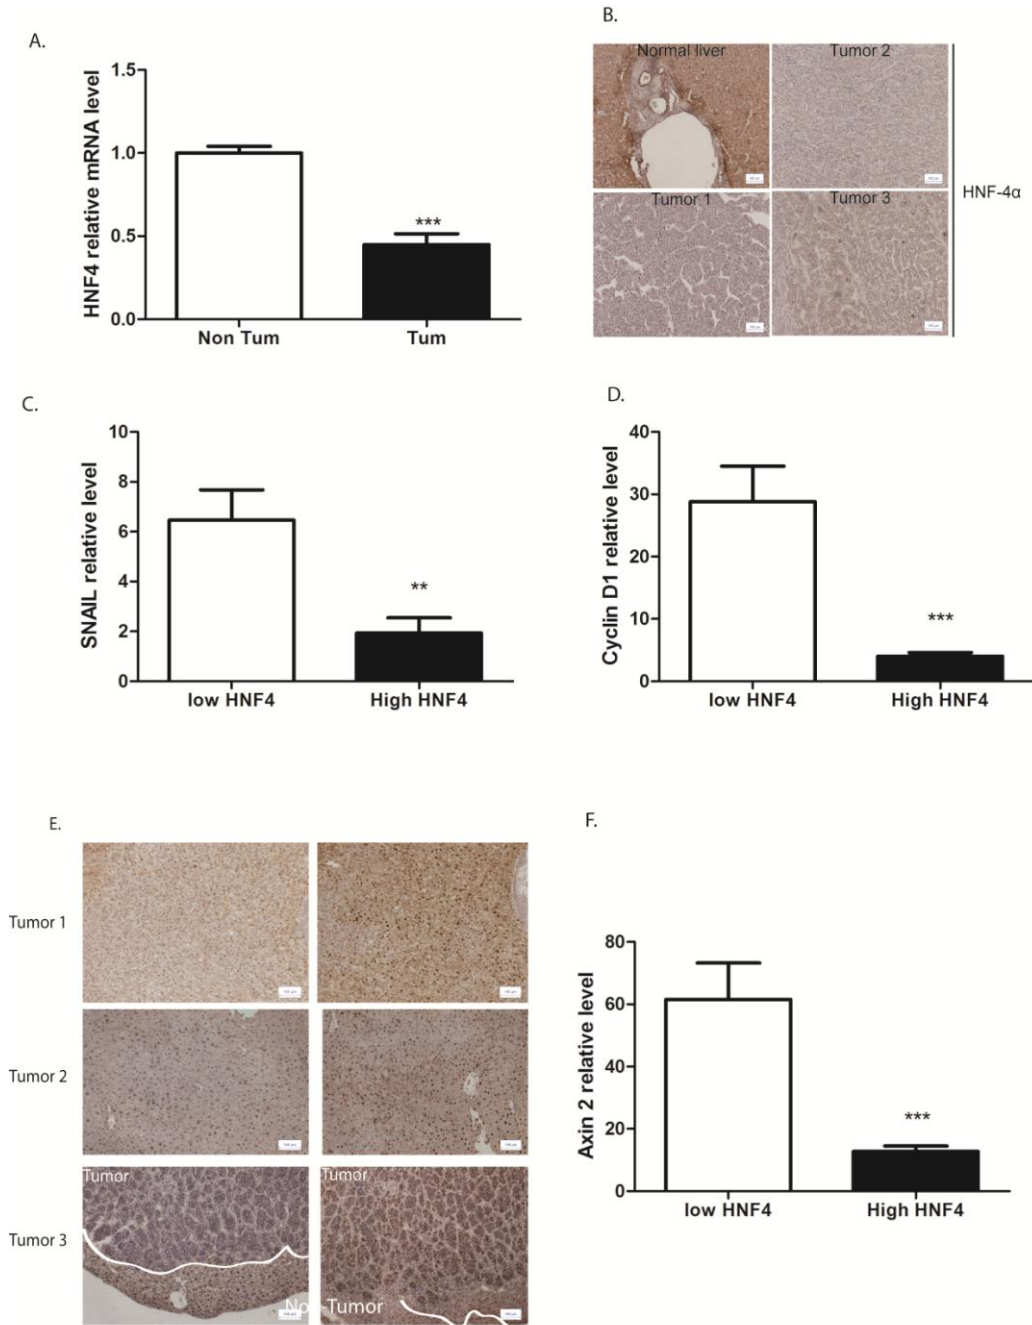 A.
HNF4 relative mRNA level
1.5
1.0
0.5
0.0
***
Non Tum
Tum
B.
Normal liver
Tumor 2
Tumor 1
Tumor 3
HNF-4α
C.
SNAIL relative level
10
8
6
4
2
0
**
low HNF4
High HNF4
D.
Cyclin D1 relative level
40
30
20
10
0
***
low HNF4
High HNF4
E.
Tumor 1
Tumor 2
Tumor 3
Tumor
Tumor
Non-Tumor
F.
Axin 2 relative level
80
60
40
20
0
***
low HNF4
High HNF4